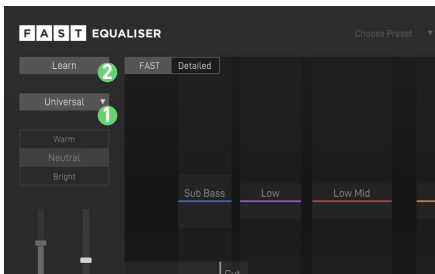 FAST EQUALISER
Choose Preset
Learn
2
FAST Detailed
Universal
1
Warm
Neutral
Bright
Sub Bass Low Low Mid
Cut